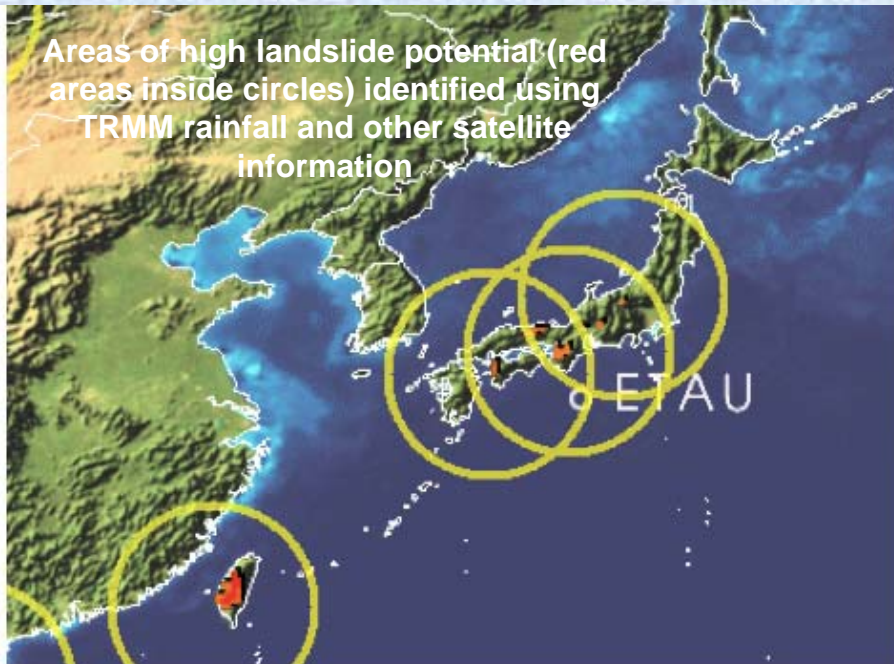 Areas of high landslide potential (red
areas inside circles) identified using
TRMM rainfall and other satellite
information
ETAU